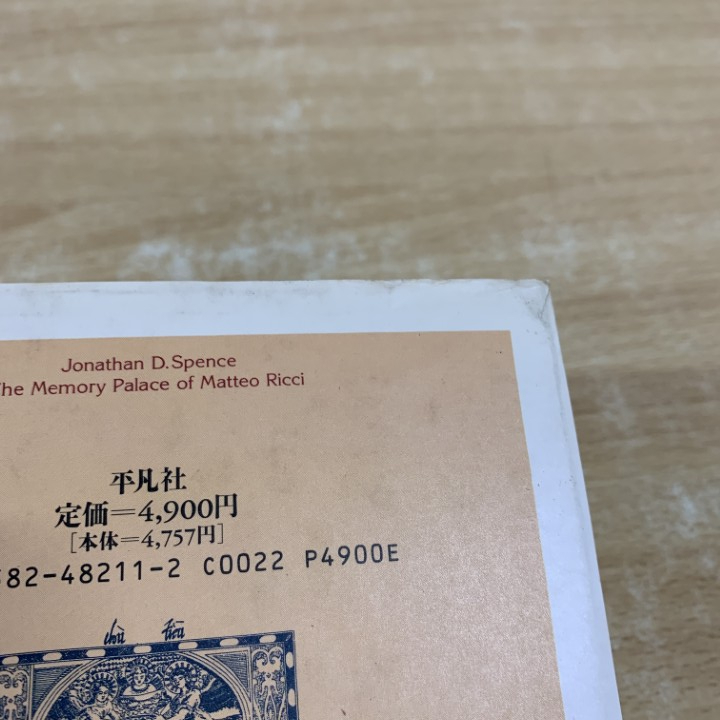 Jonathan D. Spence
he Memory Palace of Matteo Ricci
平凡社
定価=4,900円
[本体=4,757円]
82-48211-2 C0022 P4900E